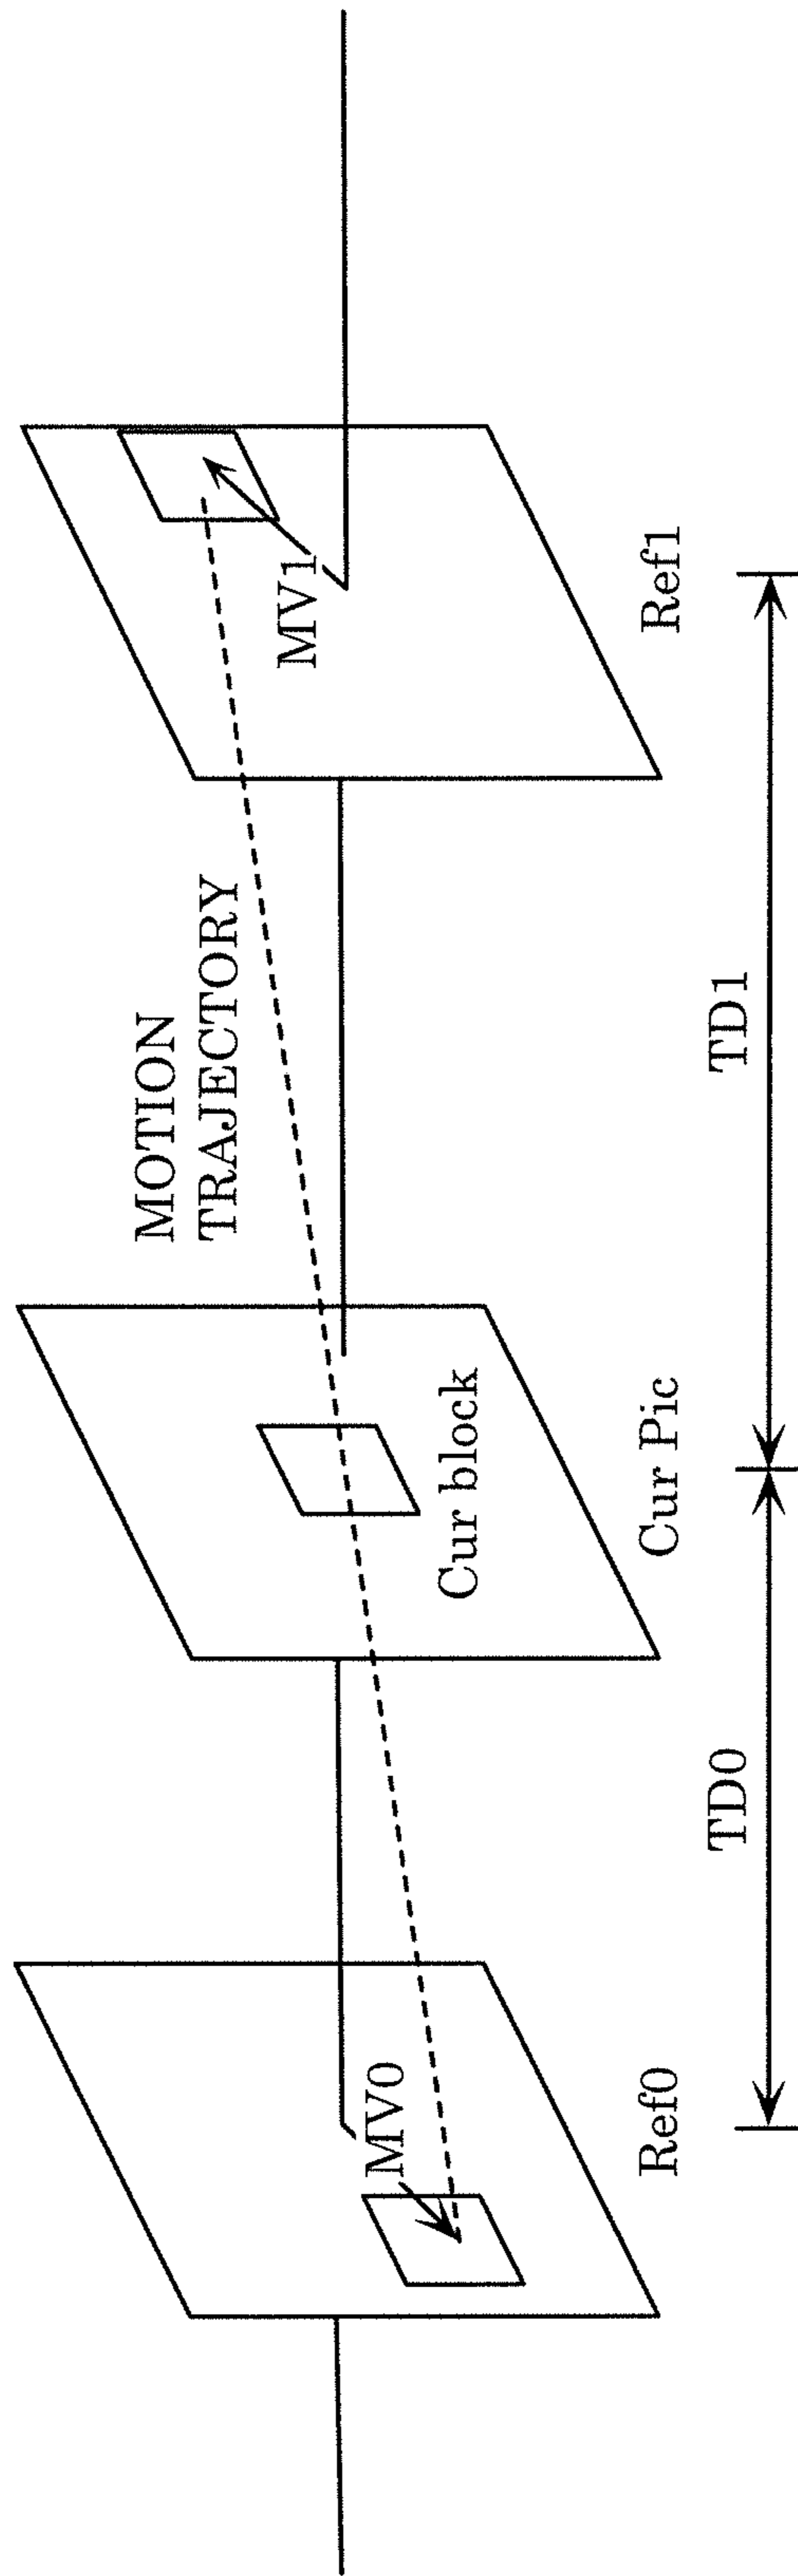 MOTION
TRAJECTORY
MV0
MV1
Cur block
Ref0
Cur Pic
Ref1
TD0
TD1